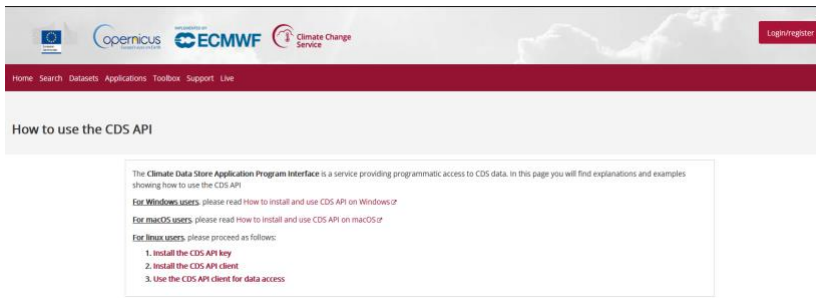 opernicus
IMPLEMENTED BY
ECMWF
Climate Change
Service
Login/register
Home Search Datasets Applications Toolbox Support Live
How to use the CDS API
The Climate Data Store Application Program Interface is a service providing programmatic access to CDS data. In this page you will find explanations and examples
showing how to use the CDS API
For Windows users, please read How to install and use CDS API on Windows
For macOS users, please read How to install and use CDS API on macOS
For linux users, please proceed as follows:
1. Install the CDS API key
2. Install the CDS API client
3. Use the CDS API client for data access